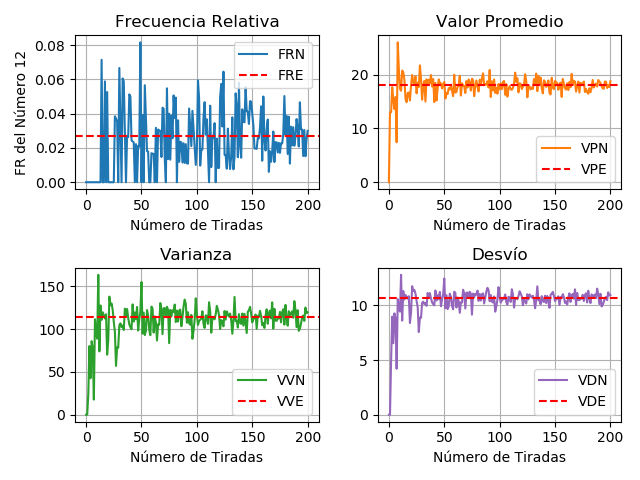 Frecuencia Relativa
FR del Número 12
0.08
0.06
0.04
0.02
0.00
0 50 100 150 200
Número de Tiradas
FRN
FRE
Valor Promedio
20
10
0
0 50 100 150 200
Número de Tiradas
VPN
VPE
Varianza
150
100
50
0
0 50 100 150 200
Número de Tiradas
VVN
VVE
Desvío
10
5
0
0 50 100 150 200
Número de Tiradas
VDN
VDE